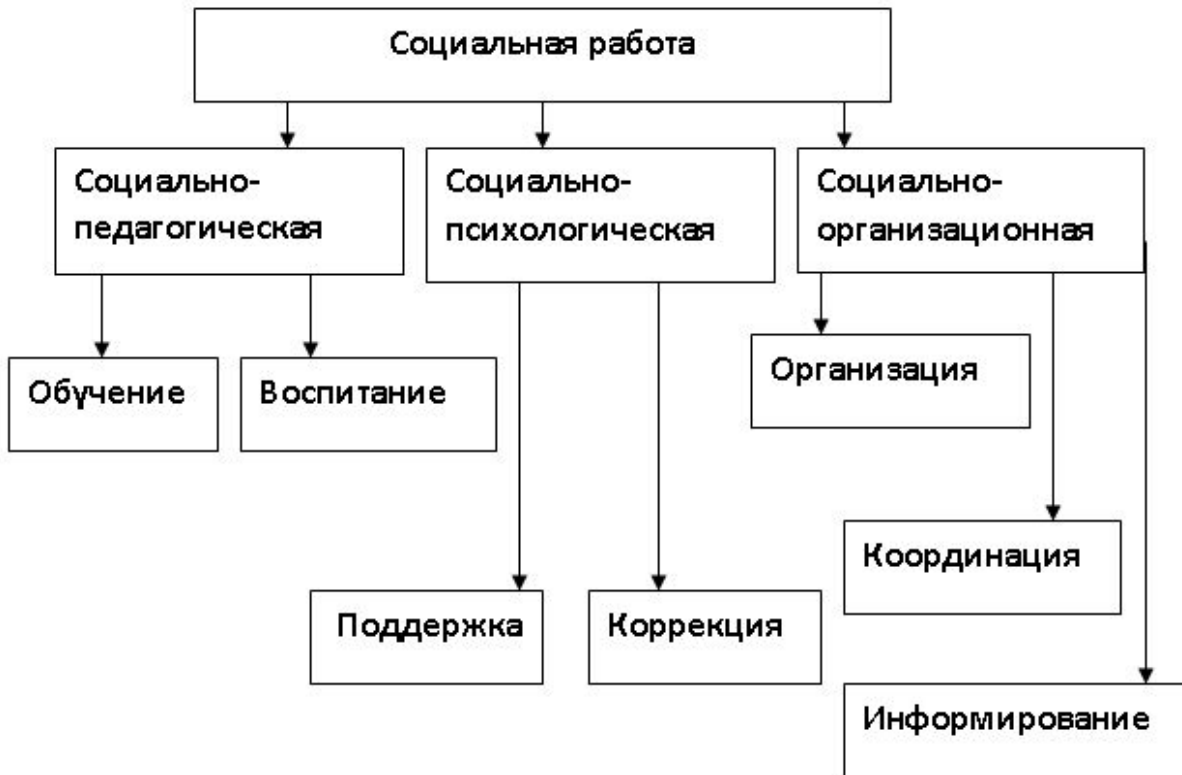 Социальная работа
Социально-
педагогическая
Социально-
психологическая
Социально-
организационная
Обучение
Воспитание
Организация
Координация
Поддержка
Коррекция
Информирование